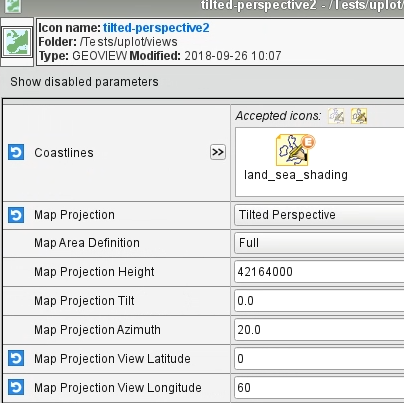 tilted-perspective2 - /Tests/uplot/
Icon name: tilted-perspective2
Folder: /Tests/uplot/views
Type: GEOVIEW Modified: 2018-09-26 10:07
Show disabled parameters
Accepted icons:
Coastlines >>
E
land_sea_shading
Map Projection Tilted Perspective
Map Area Definition Full
Map Projection Height 42164000
Map Projection Tilt 0.0
Map Projection Azimuth 20.0
Map Projection View Latitude 0
Map Projection View Longitude 60